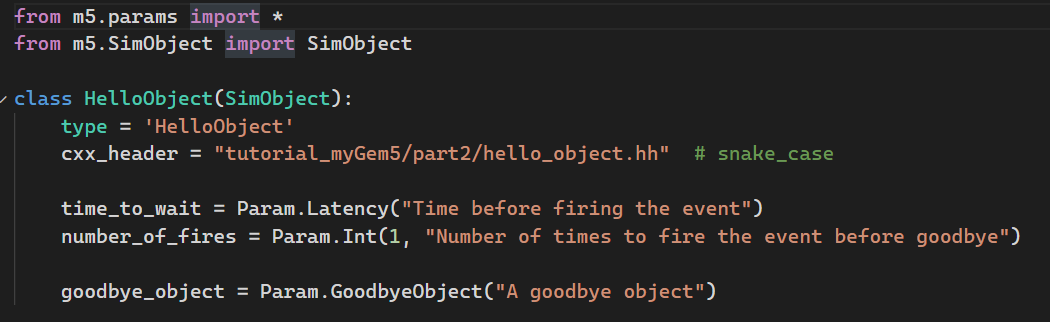 from m5.params import *
from m5.SimObject import SimObject
class HelloObject(SimObject):
type = 'HelloObject'
cxx_header = "tutorial_myGem5/part2/hello_object.hh"  # snake_case
time_to_wait = Param.Latency("Time before firing the event")
number_of_fires = Param.Int(1, "Number of times to fire the event before goodbye")
goodbye_object = Param.GoodbyeObject("A goodbye object")